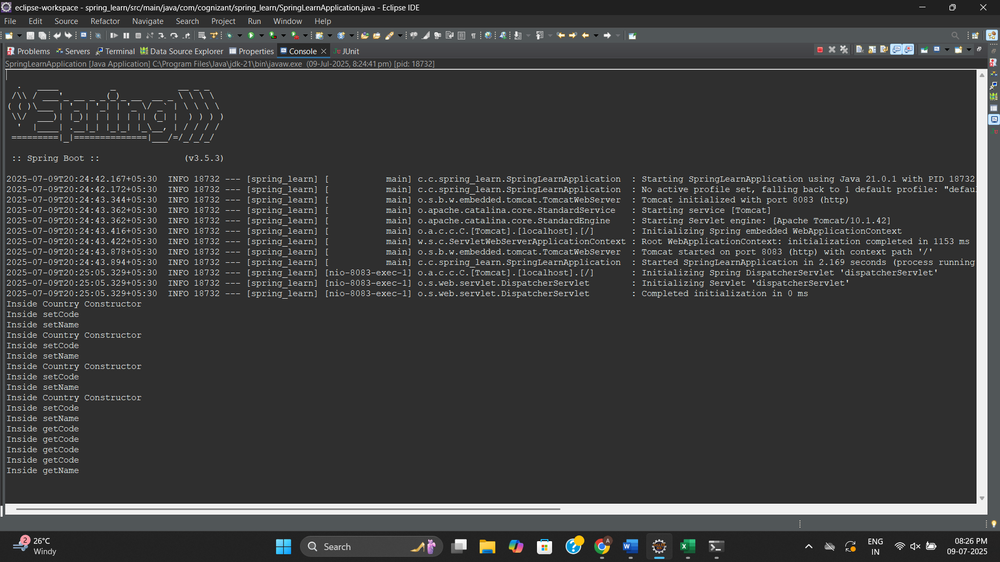 eclipse-workspace - spring_learn/src/main/java/com/cognizant/spring_learn/SpringLearnApplication.java - Eclipse IDE
File Edit Source Refactor Navigate Search Project Run Window Help
Problems Servers Terminal Data Source Explorer Properties Console JUnit
SpringLearnApplication [Java Application] C:\Program Files\Java\jdk-21\bin\javaw.exe (09-Jul-2025, 8:24:41 pm) [pid: 18732]
  .   ____          _            __ _ _
 /\\ / ___'_ __ _ _(_)_ __  __ _ \ \ \ \
( ( )\___ | '_ | '_| | '_ \/ _` | \ \ \ \
 \\/  ___)| |_)| | | | | || (_| |  ) ) ) )
  '  |____| .__|_| |_|_| |_\__, | / / / /
 =========|_|==============|___/=/_/_/_/
:: Spring Boot :: (v3.5.3)
2025-07-09T20:24:42.167+05:30  INFO 18732 --- [spring_learn] [           main] c.c.spring_learn.SpringLearnApplication  : Starting SpringLearnApplication using Java 21.0.1 with PID 18732
2025-07-09T20:24:42.172+05:30  INFO 18732 --- [spring_learn] [           main] c.c.spring_learn.SpringLearnApplication  : No active profile set, falling back to 1 default profile: "defau
2025-07-09T20:24:43.344+05:30  INFO 18732 --- [spring_learn] [           main] o.s.b.w.embedded.tomcat.TomcatWebServer  : Tomcat initialized with port 8083 (http)
2025-07-09T20:24:43.362+05:30  INFO 18732 --- [spring_learn] [           main] o.apache.catalina.core.StandardService   : Starting service [Tomcat]
2025-07-09T20:24:43.362+05:30  INFO 18732 --- [spring_learn] [           main] o.apache.catalina.core.StandardEngine    : Starting Servlet engine: [Apache Tomcat/10.1.42]
2025-07-09T20:24:43.416+05:30  INFO 18732 --- [spring_learn] [           main] o.a.c.c.C.[Tomcat].[localhost].[/]       : Initializing Spring embedded WebApplicationContext
2025-07-09T20:24:43.422+05:30  INFO 18732 --- [spring_learn] [           main] w.s.c.ServletWebServerApplicationContext : Root WebApplicationContext: initialization completed in 1153 ms
2025-07-09T20:24:43.878+05:30  INFO 18732 --- [spring_learn] [           main] o.s.b.w.embedded.tomcat.TomcatWebServer  : Tomcat started on port 8083 (http) with context path '/'
2025-07-09T20:24:43.894+05:30  INFO 18732 --- [spring_learn] [           main] c.c.spring_learn.SpringLearnApplication  : Started SpringLearnApplication in 2.169 seconds (process running
2025-07-09T20:25:05.329+05:30  INFO 18732 --- [spring_learn] [nio-8083-exec-1] o.a.c.c.C.[Tomcat].[localhost].[/]       : Initializing Spring DispatcherServlet 'dispatcherServlet'
2025-07-09T20:25:05.329+05:30  INFO 18732 --- [spring_learn] [nio-8083-exec-1] o.s.web.servlet.DispatcherServlet        : Initializing Servlet 'dispatcherServlet'
2025-07-09T20:25:05.329+05:30  INFO 18732 --- [spring_learn] [nio-8083-exec-1] o.s.web.servlet.DispatcherServlet        : Completed initialization in 0 ms
Inside Country Constructor
Inside setCode
Inside setName
Inside Country Constructor
Inside setCode
Inside setName
Inside Country Constructor
Inside setCode
Inside setName
Inside Country Constructor
Inside setCode
Inside setName
Inside getCode
Inside getCode
Inside getCode
Inside getCode
Inside getName
2
26°C
Windy
Search
ENG
IN
08:26 PM
09-07-2025